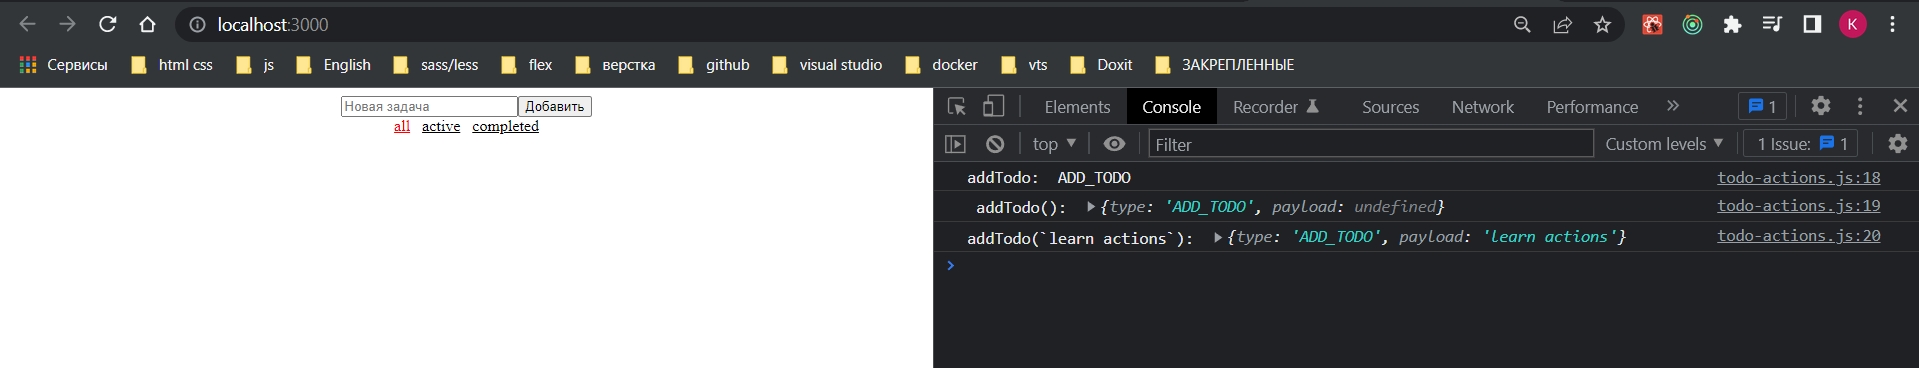 localhost:3000
K
Сервисы html css js English sass/less flex верстка github visual studio docker vts Doxit ЗАКРЕПЛЕННЫЕ
Новая задача Добавить
all active completed
Elements Console Recorder Sources Network Performance » 1
top Filter Custom levels 1 Issue: 1
addTodo: ADD_TODO todo-actions.js:18
addTodo(): {type: 'ADD_TODO', payload: undefined} todo-actions.js:19
addTodo(`learn actions`): {type: 'ADD_TODO', payload: 'learn actions'} todo-actions.js:20